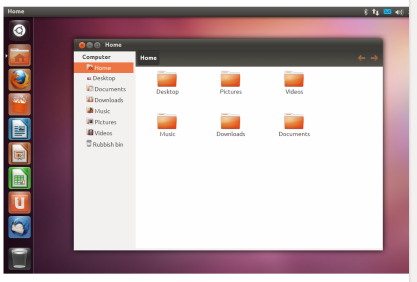 Home
Home
Computer
Home
Home
Desktop
Documents
Downloads
Music
Pictures
Videos
Rubbish bin
Desktop
Pictures
Videos
Music
Downloads
Documents